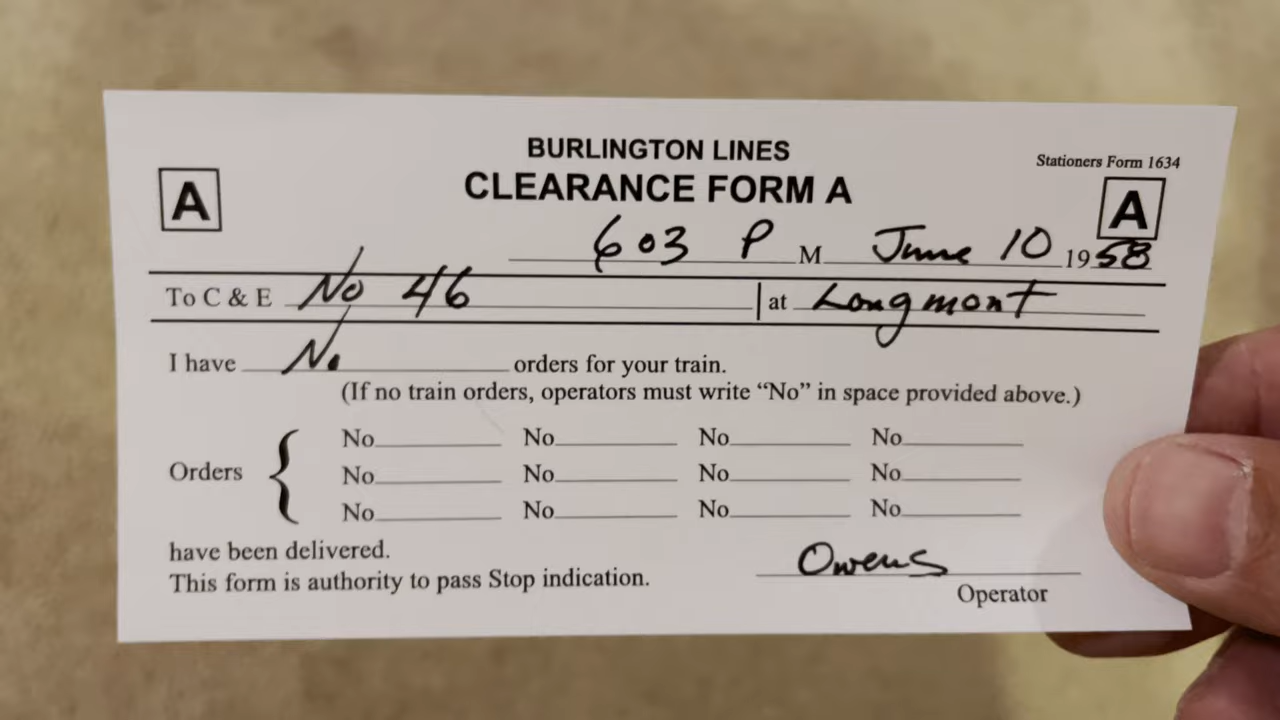 BURLINGTON LINES
Stationers Form 1634
A CLEARANCE FORM A A
603 P M June 10 1958
To C & E No 46 at Longmont
I have No orders for your train.
(If no train orders, operators must write “No” in space provided above.)
Orders
No No No No
No No No No
No No No No
have been delivered.
This form is authority to pass Stop indication.
Owens
Operator